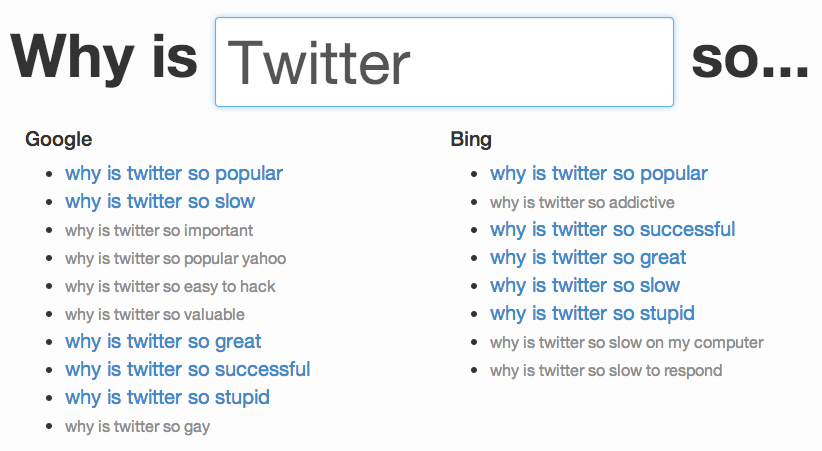 Why is Twitter so...
Google
why is twitter so popular
why is twitter so slow
why is twitter so important
why is twitter so popular yahoo
why is twitter so easy to hack
why is twitter so valuable
why is twitter so great
why is twitter so successful
why is twitter so stupid
why is twitter so gay
Bing
why is twitter so popular
why is twitter so addictive
why is twitter so successful
why is twitter so great
why is twitter so slow
why is twitter so stupid
why is twitter so slow on my computer
why is twitter so slow to respond